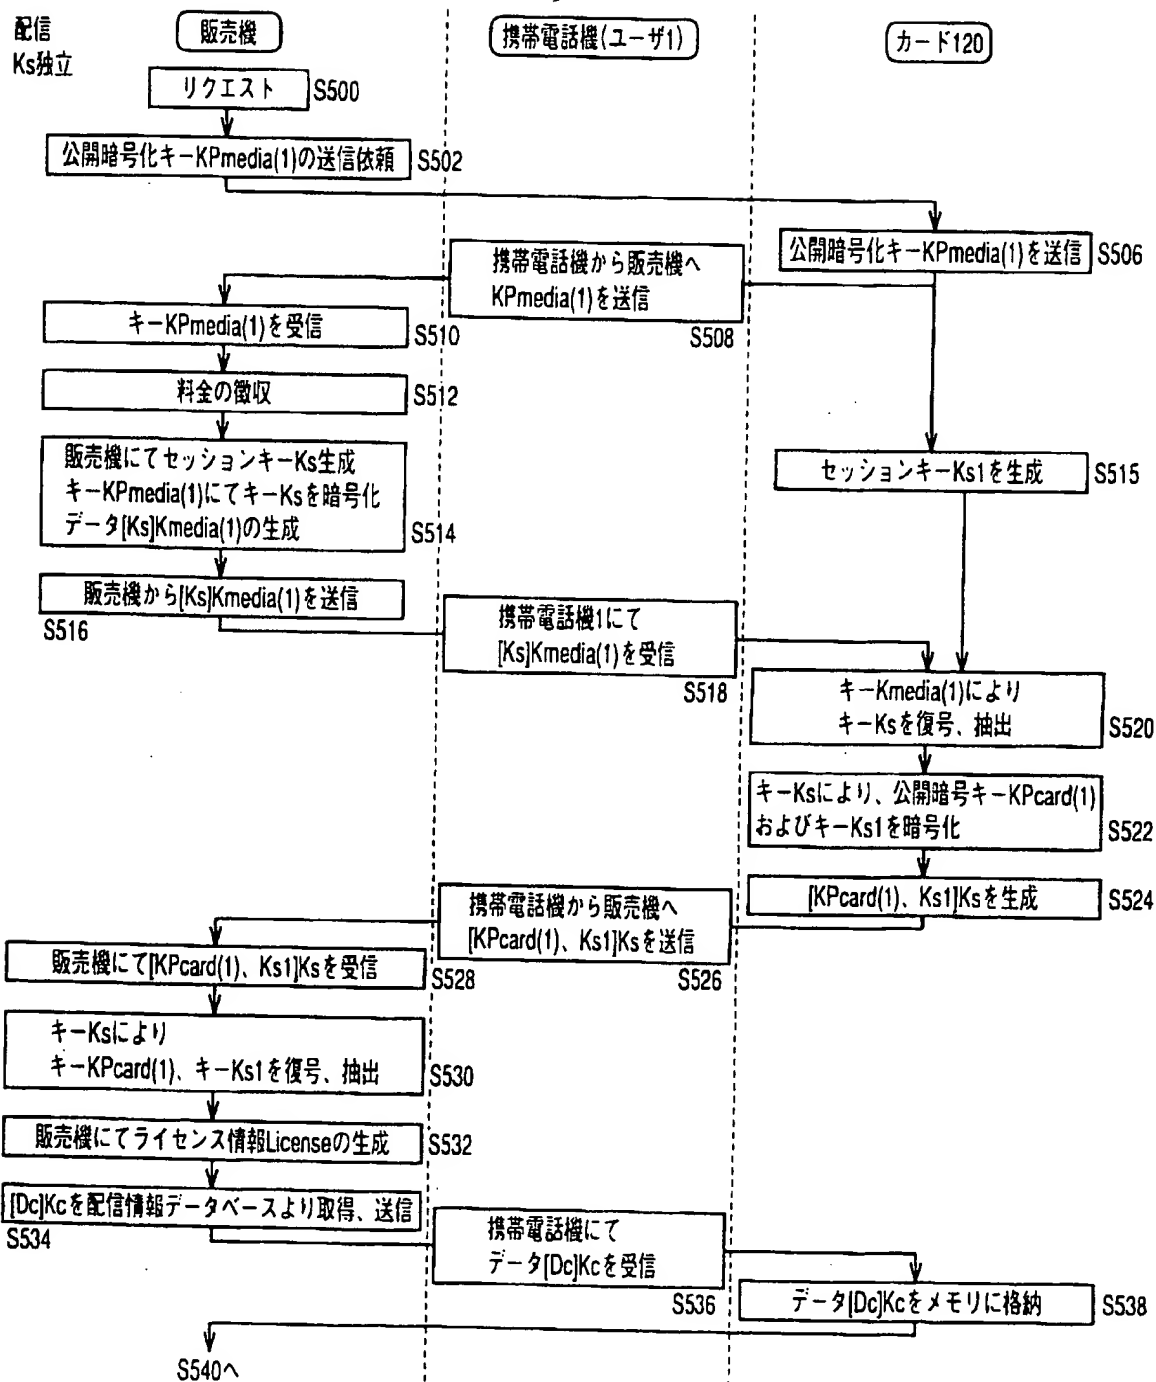 配信
Ks独立
販売機
携帯電話機(ユーザ1)
カード120
リクエスト
S500
公開暗号化キーKPmedia(1)の送信依頼
S502
公開暗号化キーKPmedia(1)を送信
S506
携帯電話機から販売機へ
KPmedia(1)を送信
S508
キーKPmedia(1)を受信
S510
料金の徴収
S512
販売機にてセッションキーKs生成
キーKPmedia(1)にてキーKsを暗号化
データ[Ks]Kmedia(1)の生成
S514
セッションキーKs1を生成
S515
販売機から[Ks]Kmedia(1)を送信
S516
携帯電話機1にて
[Ks]Kmedia(1)を受信
S518
キーKmedia(1)により
キーKsを復号、抽出
S520
キーKsにより、公開暗号キーKPcard(1)
およびキーKs1を暗号化
S522
[KPcard(1)、Ks1]Ksを生成
S524
携帯電話機から販売機へ
[KPcard(1)、Ks1]Ksを送信
S526
販売機にて[KPcard(1)、Ks1]Ksを受信
S528
キーKsにより
キーKPcard(1)、キーKs1を復号、抽出
S530
販売機にてライセンス情報Licenseの生成
S532
[Dc]Kcを配信情報データベースより取得、送信
S534
携帯電話機にて
データ[Dc]Kcを受信
S536
データ[Dc]Kcをメモリに格納
S538
S540へ